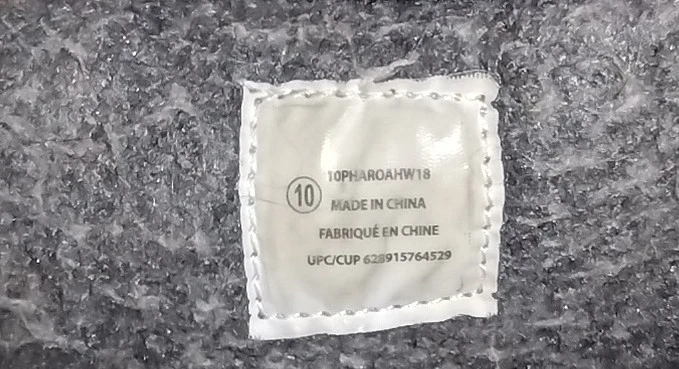 10PHAROAHW18
10
MADE IN CHINA
FABRIQUÉ EN CHINE
UPC/CUP 628915764529